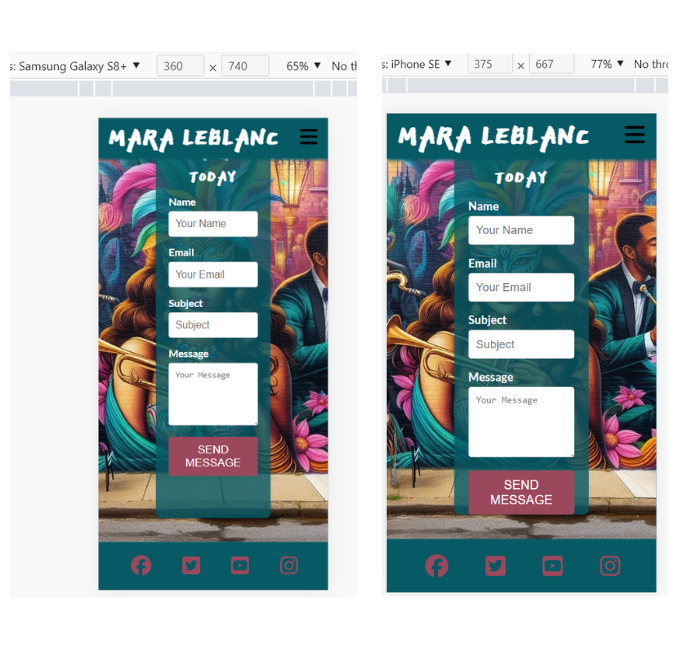 s: Samsung Galaxy S8+ ▼ 360 × 740 65% ▼ No th
MARA LEBLANC
TODAY
Name
Your Name
Email
Your Email
Subject
Subject
Message
Your Message
SEND
MESSAGE
s: iPhone SE ▼ 375 × 667 77% ▼ No thro
MARA LEBLANC
TODAY
Name
Your Name
Email
Your Email
Subject
Subject
Message
Your Message
SEND
MESSAGE